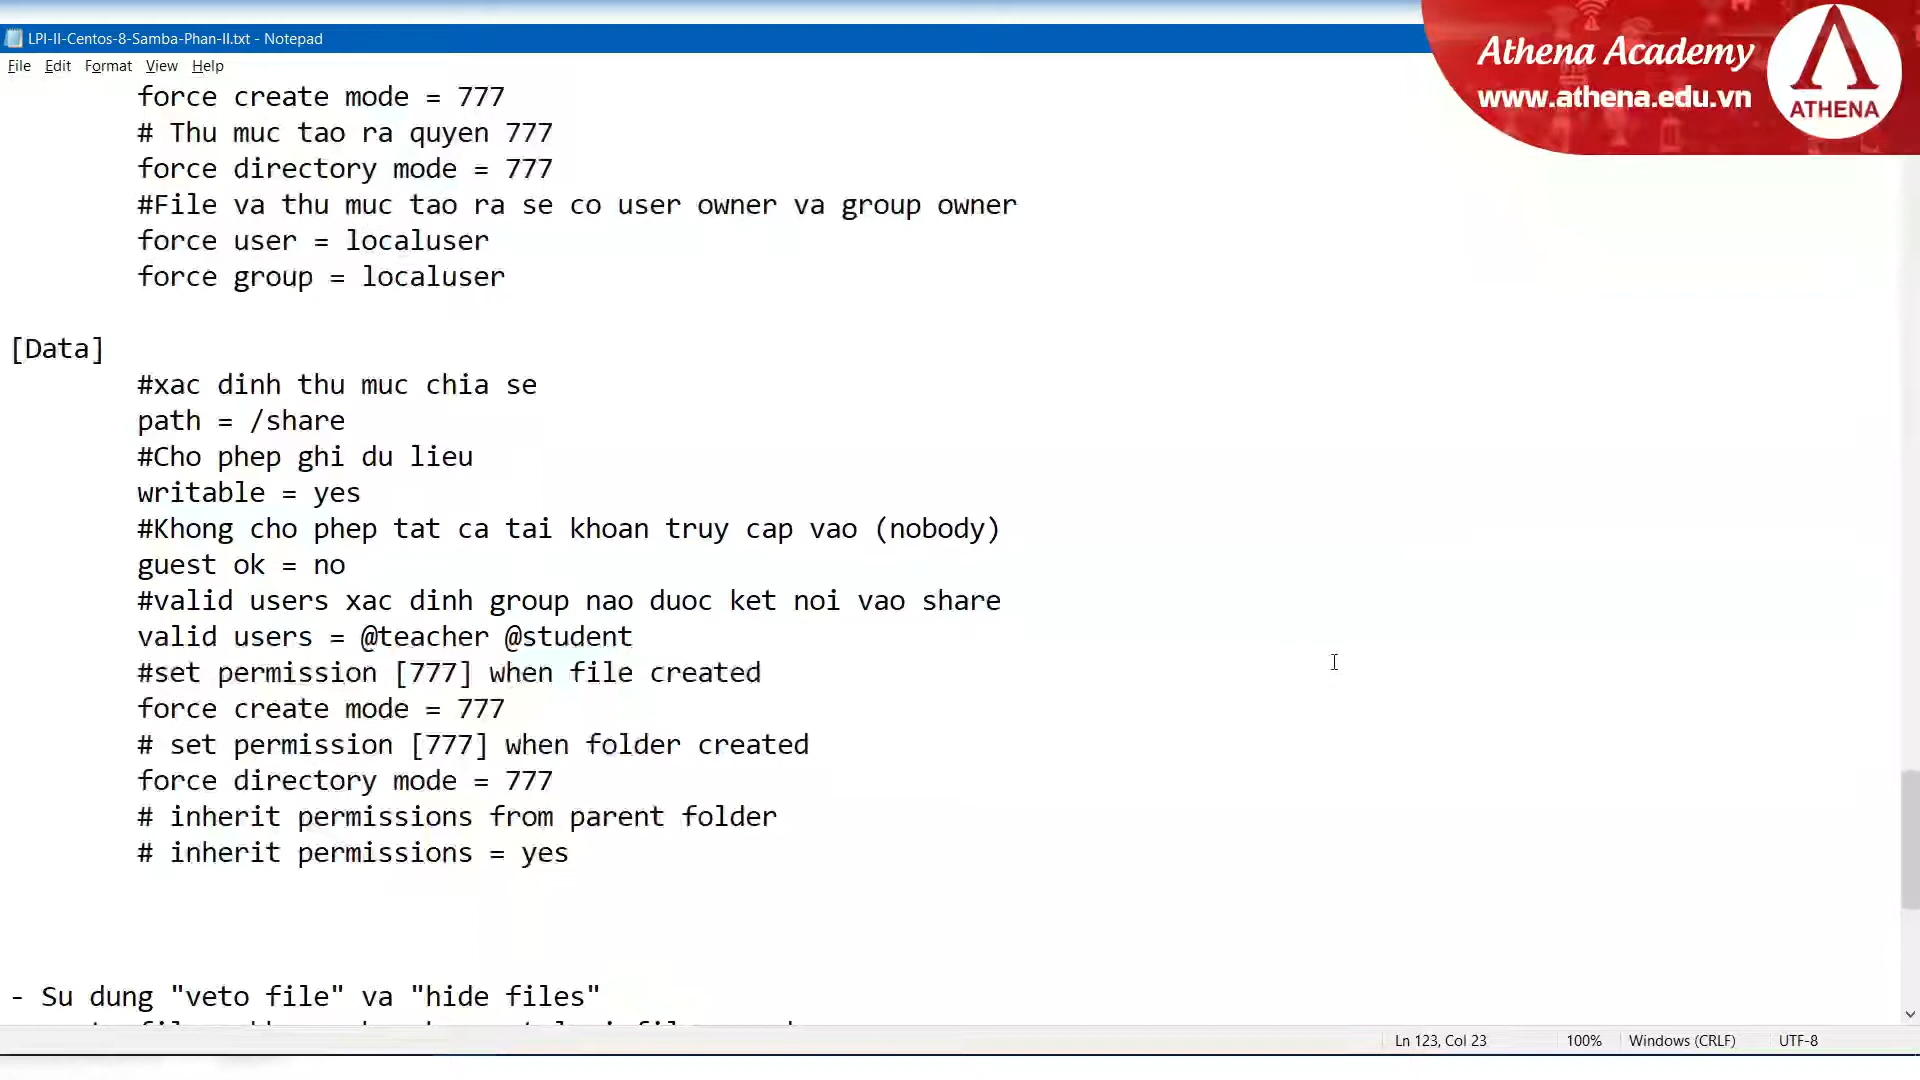 LPI-II-Centos-8-Samba-Phan-II.txt - Notepad
File Edit Format View Help
Athena Academy
www.athena.edu.vn
ATHENA
force create mode = 777
# Thu muc tao ra quyen 777
force directory mode = 777
#File va thu muc tao ra se co user owner va group owner
force user = localuser
force group = localuser
[Data]
#xac dinh thu muc chia se
path = /share
#Cho phep ghi du lieu
writable = yes
#Khong cho phep tat ca tai khoan truy cap vao (nobody)
guest ok = no
#valid users xac dinh group nao duoc ket noi vao share
valid users = @teacher @student
#set permission [777] when file created
force create mode = 777
# set permission [777] when folder created
force directory mode = 777
# inherit permissions from parent folder
# inherit permissions = yes
- Su dung "veto file" va "hide files"
Ln 123, Col 23 100% Windows (CRLF) UTF-8